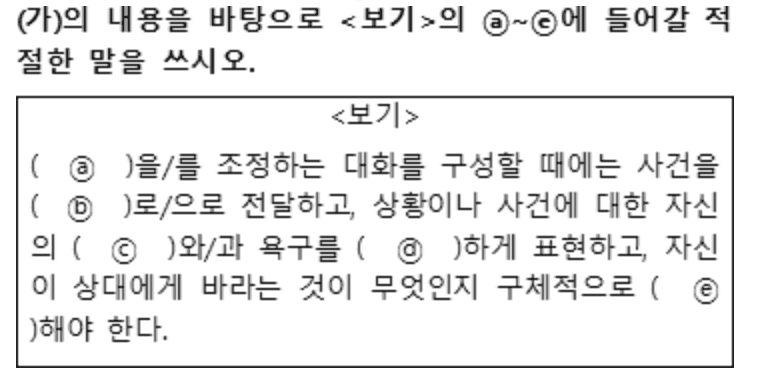 (가)의 내용을 바탕으로 <보기>의 ⓐ~ⓔ에 들어갈 적
절한 말을 쓰시오.
<보기>
( ⓐ )을/를 조정하는 대화를 구성할 때에는 사건을
( ⓑ )로/으로 전달하고, 상황이나 사건에 대한 자신
의 ( ⓒ )와/과 욕구를 ( ⓓ )하게 표현하고, 자신
이 상대에게 바라는 것이 무엇인지 구체적으로 ( ⓔ
)해야 한다.